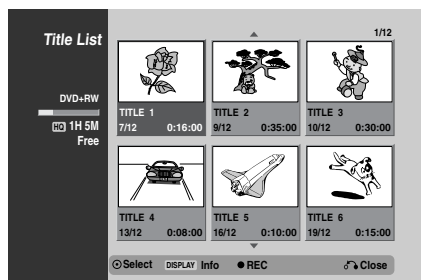 Title List
1/12
DVD+RW
HQ 1H 5M
Free
TITLE 1
7/12 0:16:00
TITLE 2
9/12 0:35:00
TITLE 3
10/12 0:30:00
TITLE 4
13/12 0:08:00
TITLE 5
16/12 0:10:00
TITLE 6
19/12 0:15:00
Select DISPLAY Info REC Close